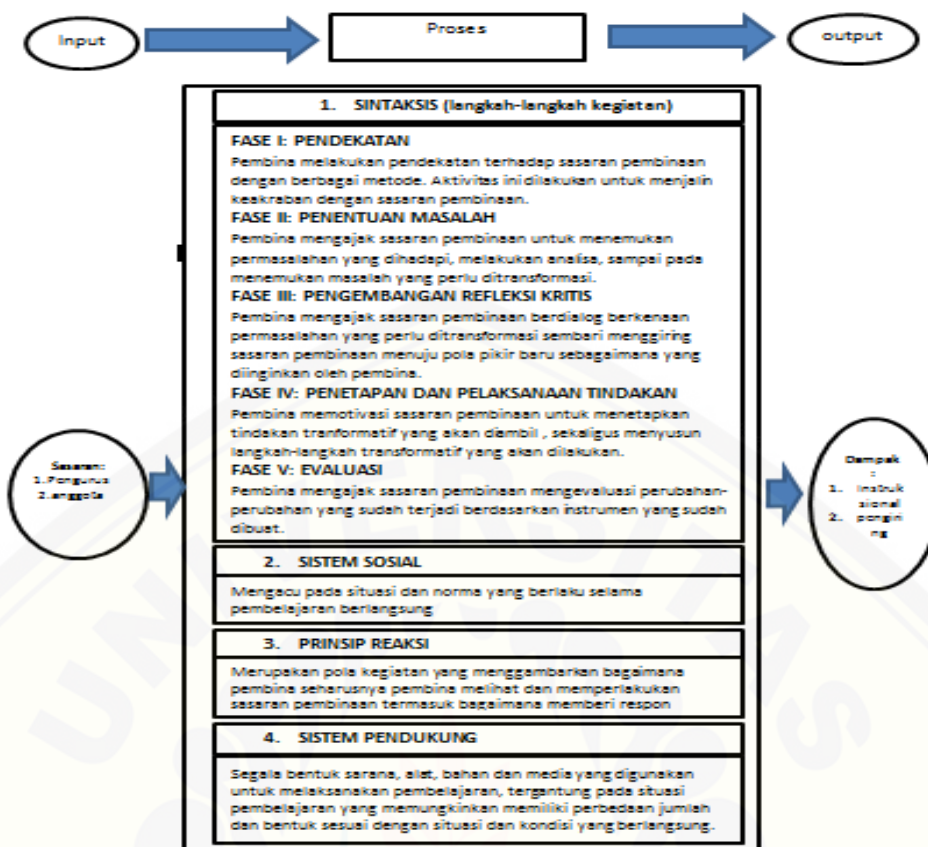 Input
Proses
output
1. SINTAKSIS (langkah-langkah kegiatan)
FASE I: PENDEKATAN
Pembina melakukan pendekatan terhadap sasaran pembinaan
dengan berbagai metode. Aktivitas ini dilakukan untuk menjalin
keakraban dengan sasaran pembinaan.
FASE II: PENENTUAN MASALAH
Pembina mengajak sasaran pembinaan untuk menemukan
permasalahan yang dihadapi, melakukan analisa, sampai pada
menemukan masalah yang perlu ditransformasi.
FASE III: PENGEMBANGAN REFLEKSI KRITIS
Pembina mengajak sasaran pembinaan berdialog berkenaan
permasalahan yang perlu ditransformasi sembari menggiring
sasaran pembinaan menuju pola pikir baru sebagaimana yang
diinginkan oleh pembina.
FASE IV: PENETAPAN DAN PELAKSANAAN TINDAKAN
Pembina memotivasi sasaran pembinaan untuk menetapkan
tindakan tranformatif yang akan diambil , sekaligus menyusun
langkah-langkah transformatif yang akan dilakukan.
FASE V: EVALUASI
Pembina mengajak sasaran pembinaan mengevaluasi perubahan-
perubahan yang sudah terjadi berdasarkan instrumen yang sudah
dibuat.
Sasaran:
1.Pengurus
2.anggota
Dampak
:
1. Instruk
sional
2. pengiri
ng
2. SISTEM SOSIAL
Mengacu pada situasi dan norma yang berlaku selama
pembelajaran berlangsung
3. PRINSIP REAKSI
Merupakan pola kegiatan yang menggambarkan bagaimana
pembina seharusnya pembina melihat dan memperlakukan
sasaran pembinaan termasuk bagaimana memberi respon
4. SISTEM PENDUKUNG
Segala bentuk sarana, alat, bahan dan media yang digunakan
untuk melaksanakan pembelajaran, tergantung pada situasi
pembelajaran yang memungkinkan memiliki perbedaan jumlah
dan bentuk sesuai dengan situasi dan kondisi yang berlangsung.
UNIVERSITAS